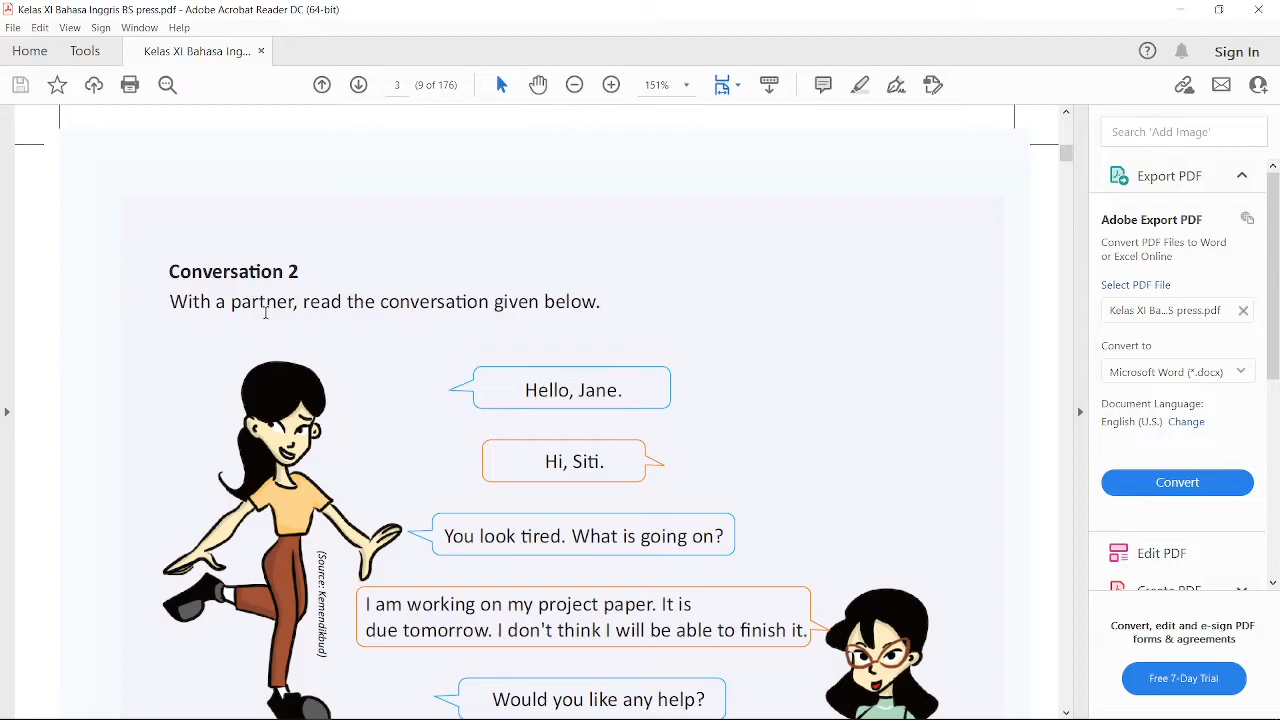 Kelas XI Bahasa Inggris BS press.pdf - Adobe Acrobat Reader DC (64-bit)
File Edit View Sign Window Help
Home Tools Kelas XI Bahasa Ing... × Sign In
3 (9 of 176) 151%
Conversation 2
With a partner, read the conversation given below.
Hello, Jane.
Hi, Siti.
You look tired. What is going on?
I am working on my project paper. It is
due tomorrow. I don't think I will be able to finish it.
Would you like any help?
(Source: Kemendikbud)
Search 'Add Image'
Export PDF
Adobe Export PDF
Convert PDF Files to Word
or Excel Online
Select PDF File
Kelas XI Ba...S press.pdf
Convert to
Microsoft Word (*.docx)
Document Language:
English (U.S.) Change
Convert
Edit PDF
Create PDF
Convert, edit and e-sign PDF
forms & agreements
Free 7-Day Trial